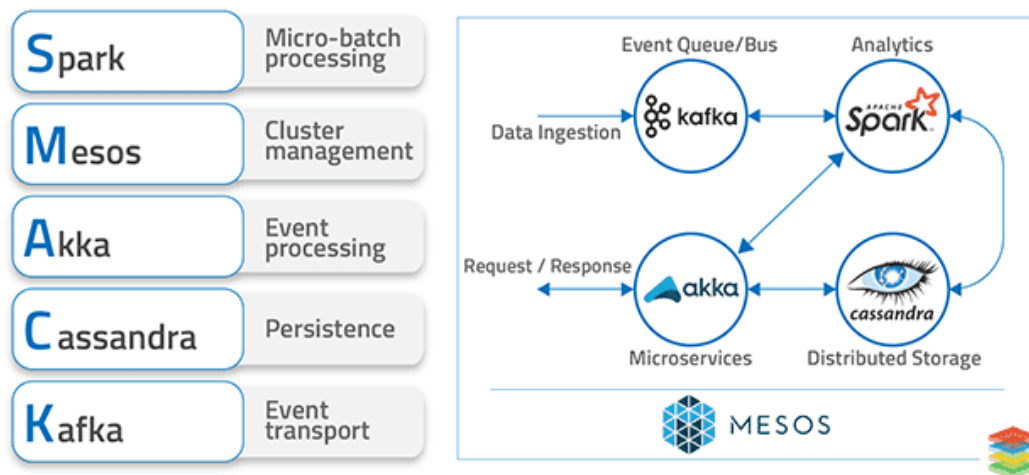 Spark
Micro-batch
processing
Mesos
Cluster
management
Akka
Event
processing
Cassandra
Persistence
Kafka
Event
transport
Event Queue/Bus
Analytics
kafka
APACHE
Spark™
Data Ingestion
Request / Response
akka
cassandra
Microservices
Distributed Storage
MESOS